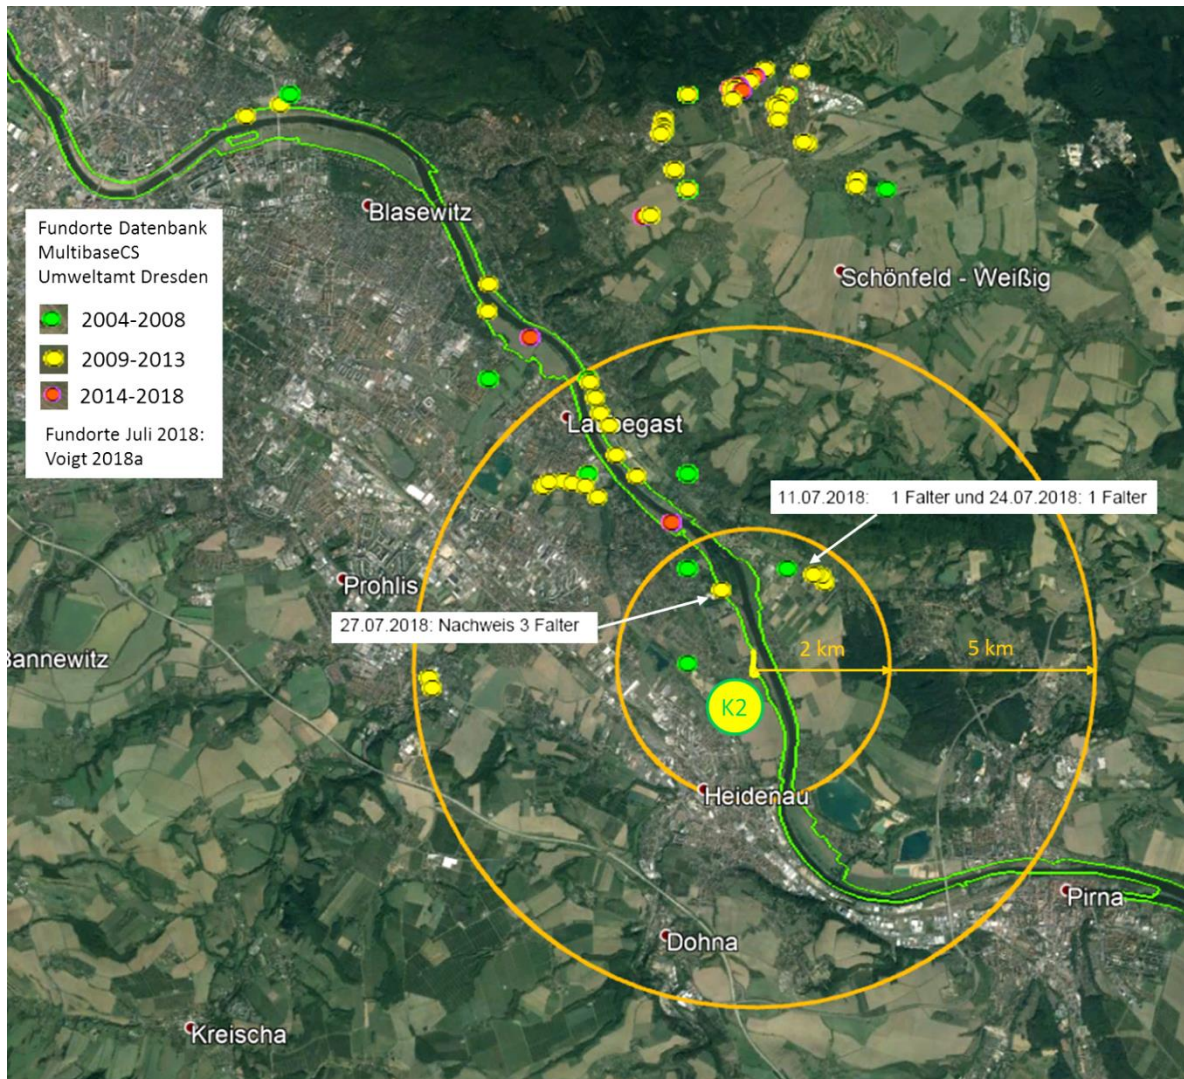 Blasewitz
Fundorte Datenbank
MultibaseCS
Umweltamt Dresden
2004-2008
2009-2013
2014-2018
Fundorte Juli 2018:
Voigt 2018a
Schönfeld - Weißig
Laubegast
11.07.2018: 1 Falter und 24.07.2018: 1 Falter
Prohlis
27.07.2018: Nachweis 3 Falter
Bannewitz
2 km
5 km
K2
Heidenau
Pirna
Dohna
Kreischa